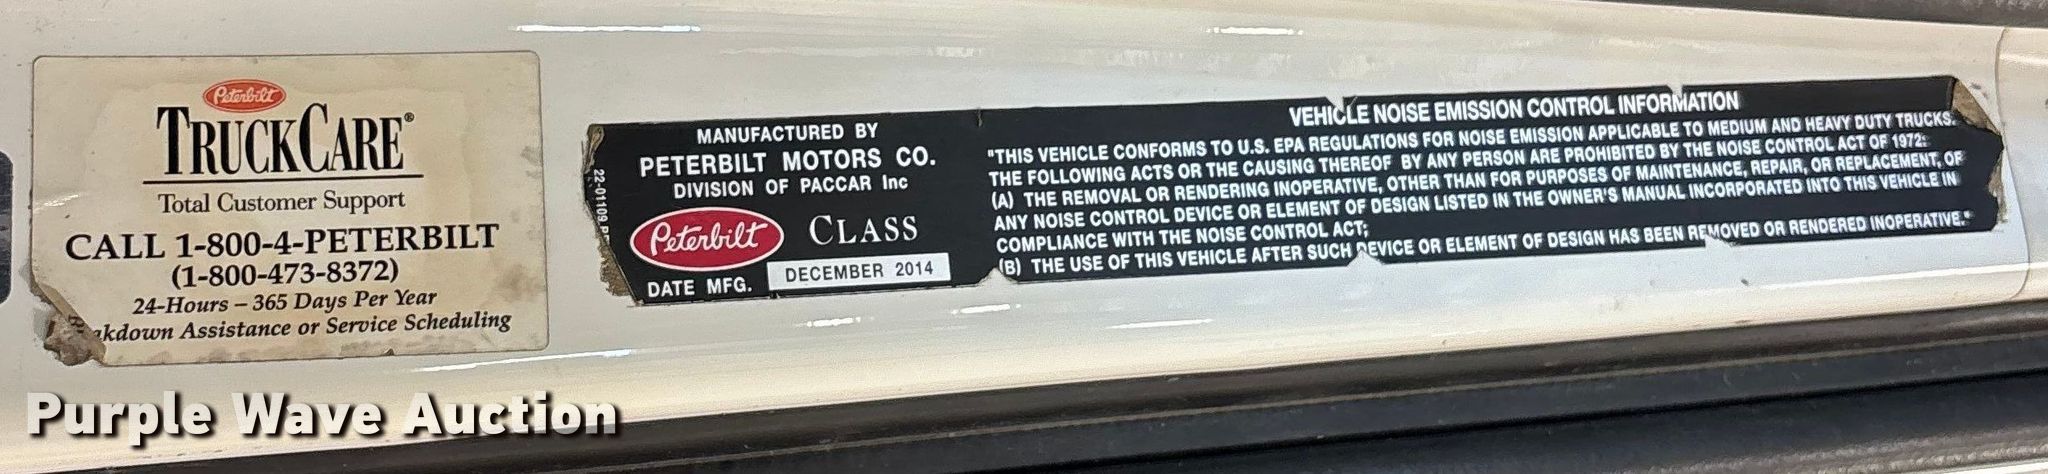 Peterbilt
TRUCKCARE®
Total Customer Support
CALL 1-800-4-PETERBILT
(1-800-473-8372)
24-Hours – 365 Days Per Year
akdown Assistance or Service Scheduling
22-01109
MANUFACTURED BY
PETERBILT MOTORS CO.
DIVISION OF PACCAR Inc
Peterbilt CLASS
DATE MFG. DECEMBER 2014
VEHICLE NOISE EMISSION CONTROL INFORMATION
"THIS VEHICLE CONFORMS TO U.S. EPA REGULATIONS FOR NOISE EMISSION APPLICABLE TO MEDIUM AND HEAVY DUTY TRUCKS.
THE FOLLOWING ACTS OR THE CAUSING THEREOF BY ANY PERSON ARE PROHIBITED BY THE NOISE CONTROL ACT OF 1972:
(A) THE REMOVAL OR RENDERING INOPERATIVE, OTHER THAN FOR PURPOSES OF MAINTENANCE, REPAIR, OR REPLACEMENT, OF
ANY NOISE CONTROL DEVICE OR ELEMENT OF DESIGN LISTED IN THE OWNER'S MANUAL INCORPORATED INTO THIS VEHICLE IN
COMPLIANCE WITH THE NOISE CONTROL ACT;
(B) THE USE OF THIS VEHICLE AFTER SUCH DEVICE OR ELEMENT OF DESIGN HAS BEEN REMOVED OR RENDERED INOPERATIVE."
Purple Wave Auction